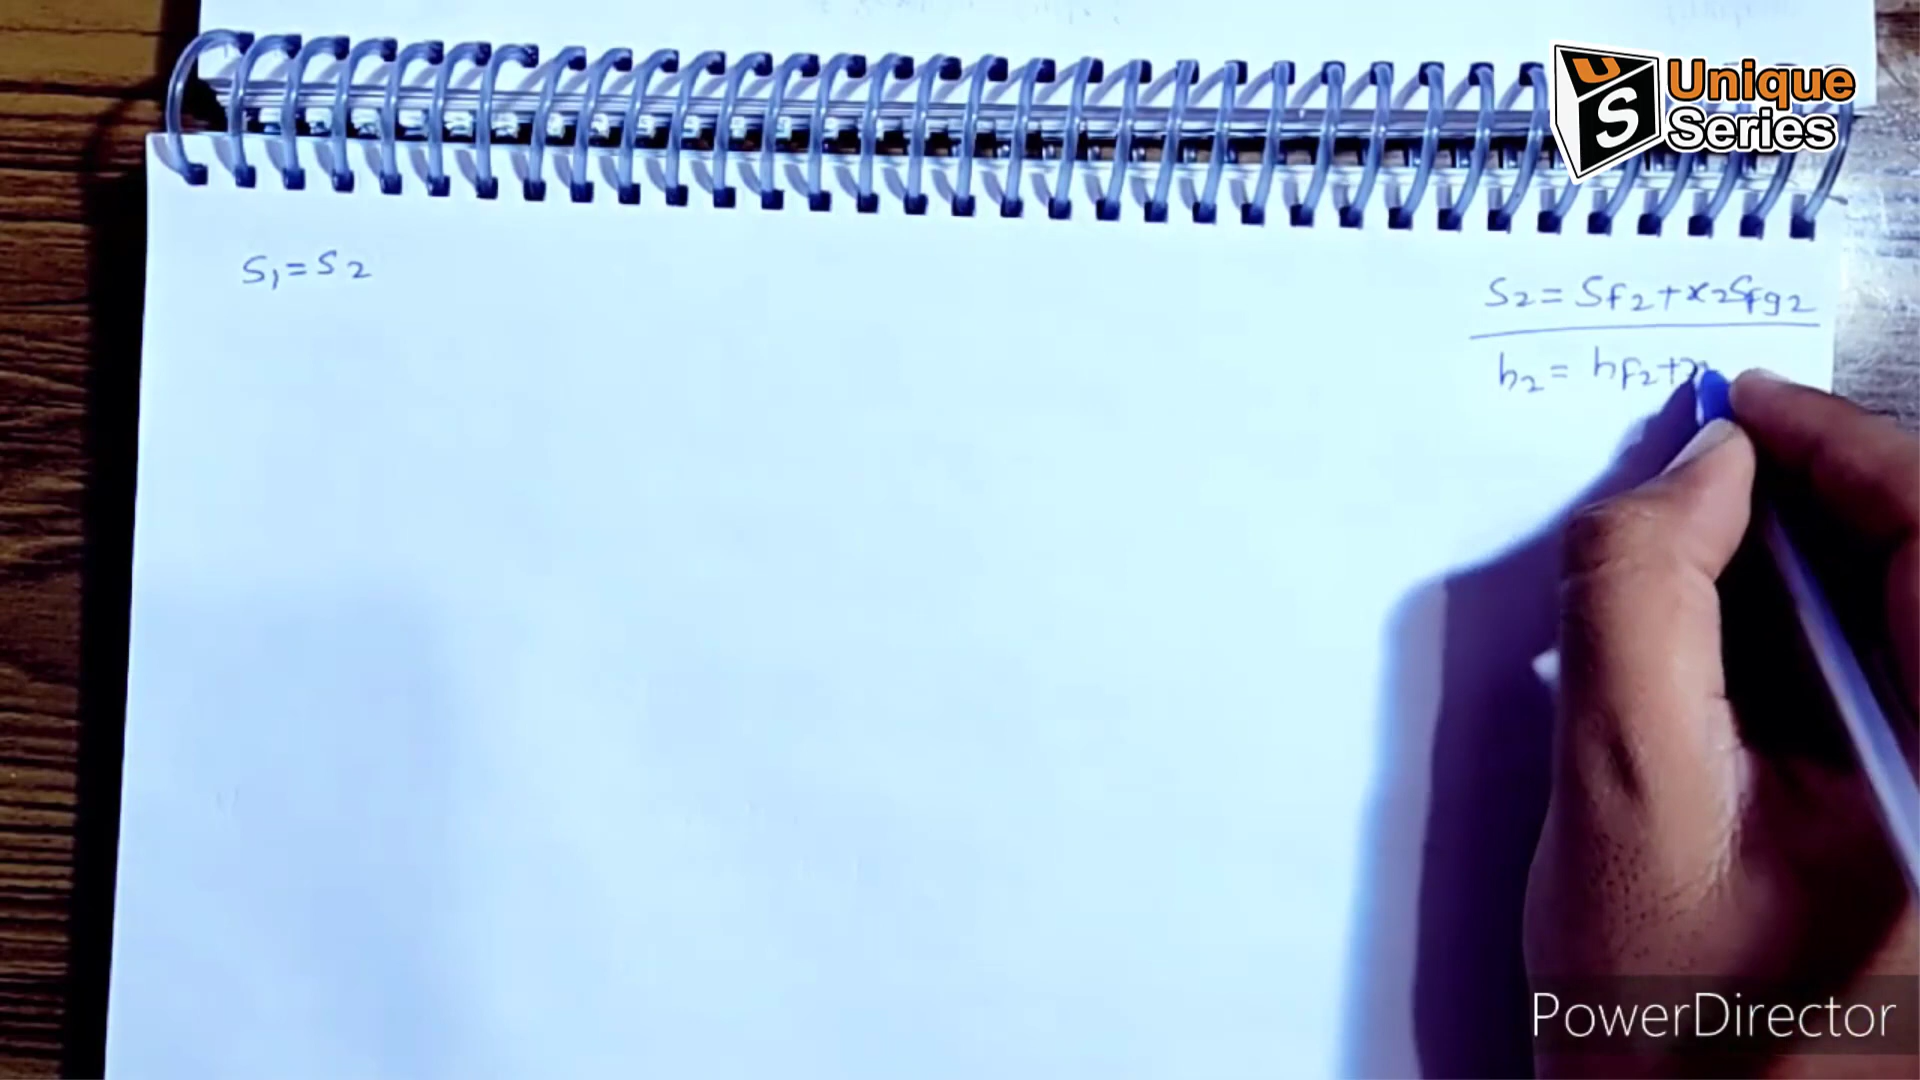 Unique
Series
S₁=S₂
S₂=Sf₂+x₂Sfg₂
h₂= hf₂+x
PowerDirector